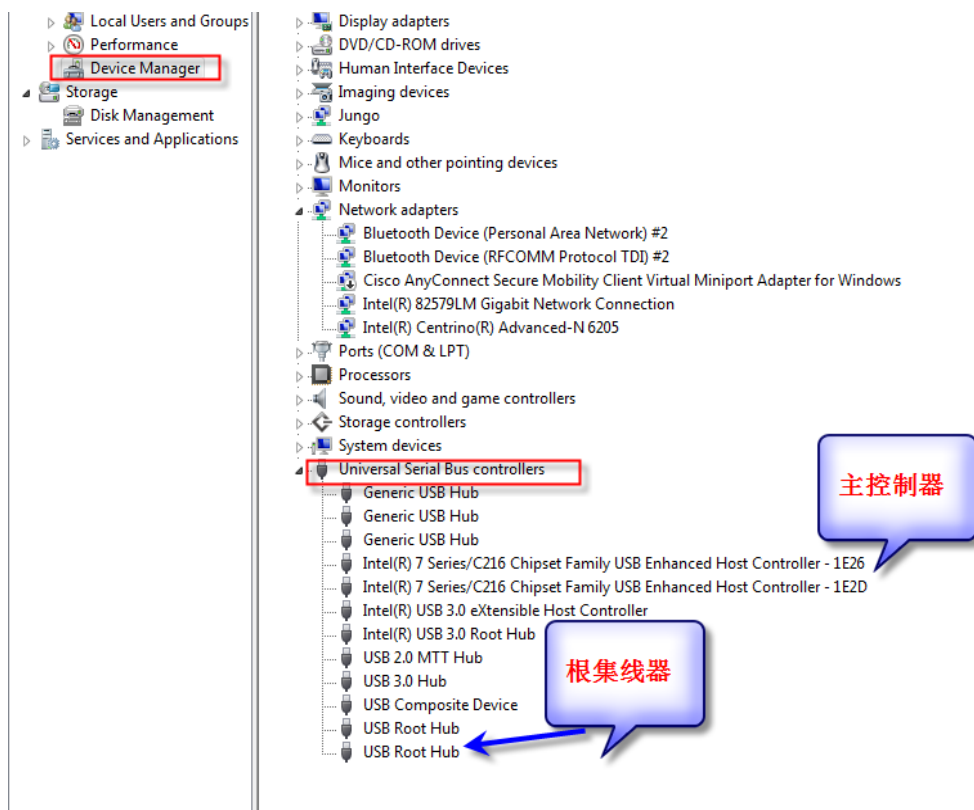 Local Users and Groups
Performance
Device Manager
Storage
Disk Management
Services and Applications
Display adapters
DVD/CD-ROM drives
Human Interface Devices
Imaging devices
Jungo
Keyboards
Mice and other pointing devices
Monitors
Network adapters
Bluetooth Device (Personal Area Network) #2
Bluetooth Device (RFCOMM Protocol TDI) #2
Cisco AnyConnect Secure Mobility Client Virtual Miniport Adapter for Windows
Intel(R) 82579LM Gigabit Network Connection
Intel(R) Centrino(R) Advanced-N 6205
Ports (COM & LPT)
Processors
Sound, video and game controllers
Storage controllers
System devices
Universal Serial Bus controllers
Generic USB Hub
Generic USB Hub
Generic USB Hub
Intel(R) 7 Series/C216 Chipset Family USB Enhanced Host Controller - 1E26
Intel(R) 7 Series/C216 Chipset Family USB Enhanced Host Controller - 1E2D
Intel(R) USB 3.0 eXtensible Host Controller
Intel(R) USB 3.0 Root Hub
USB 2.0 MTT Hub
USB 3.0 Hub
USB Composite Device
USB Root Hub
USB Root Hub
主控制器
根集线器